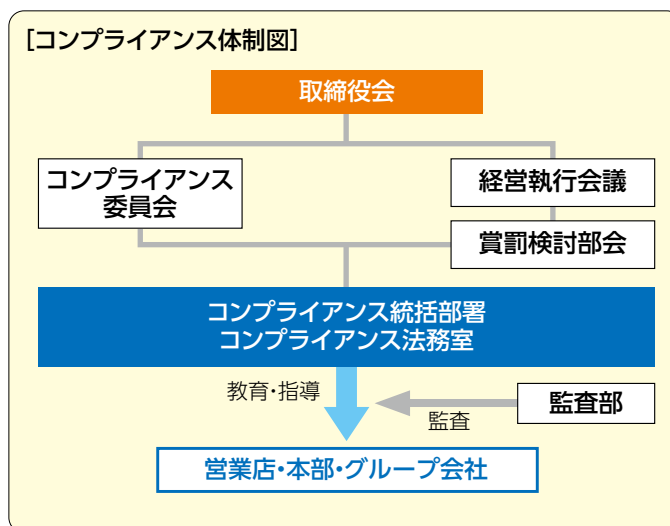 [コンプライアンス体制図]
取締役会
コンプライアンス
委員会
経営執行会議
賞罰検討部会
コンプライアンス統括部署
コンプライアンス法務室
教育・指導
監査部
監査
営業店・本部・グループ会社